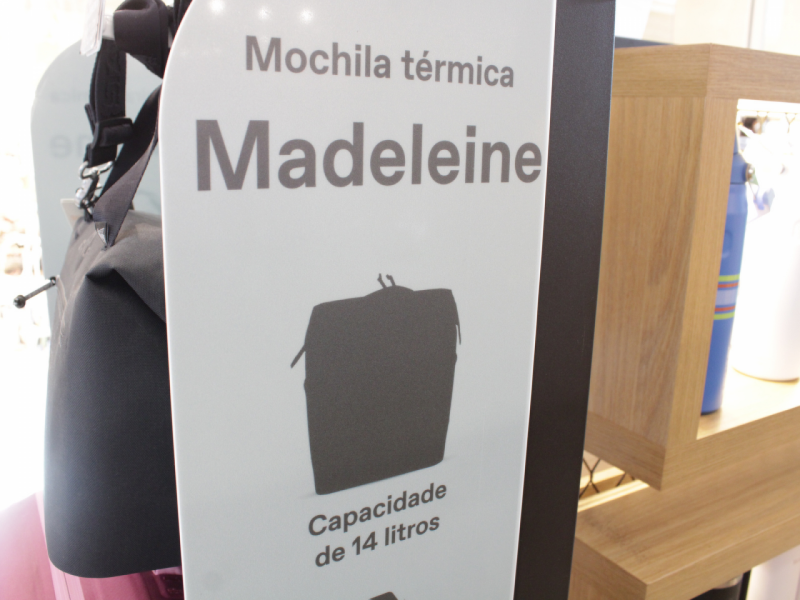 Mochila térmica
Madeleine
Capacidade
de 14 litros